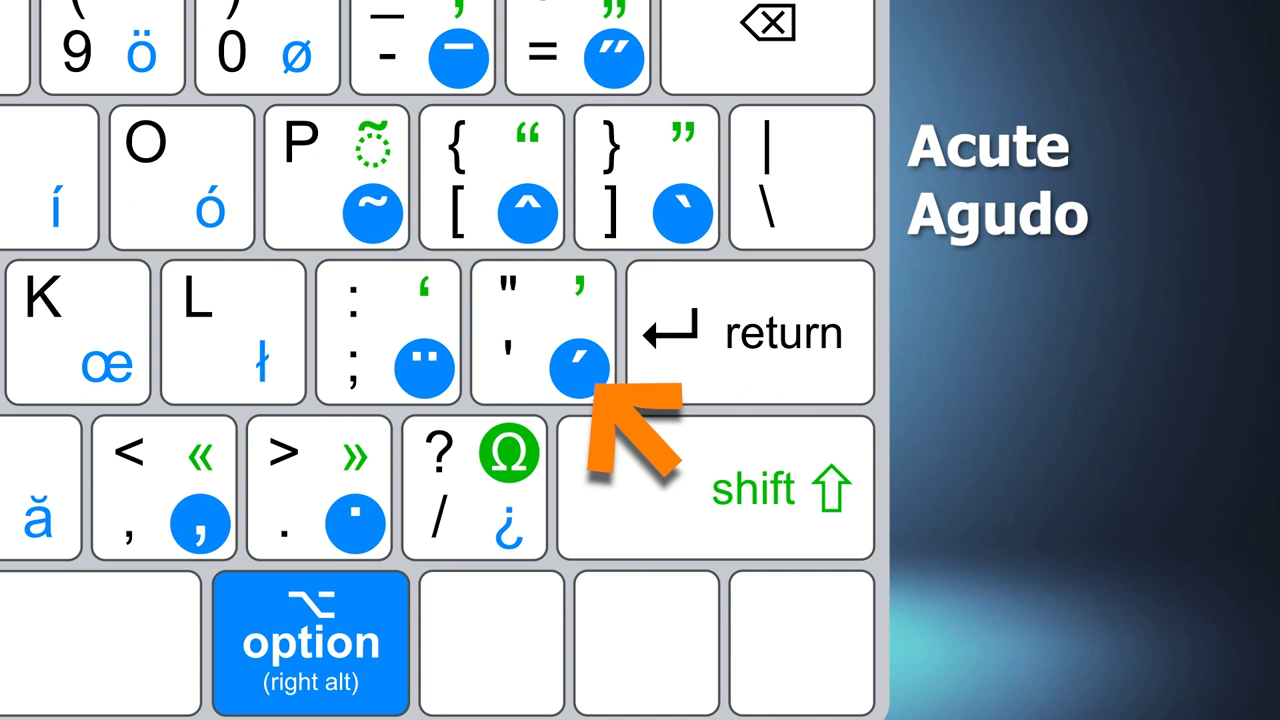 9 ö
0 ø
_
- ¯
= ˝
O ó
P õ ˜
{ “
[ ^
} ”
] `
|
\
í
K œ
L ł
: ‘
; ¨
" ’
' ´
return
< «
, ,
> »
. ˙
? Ω
/ ¿
shift ⇧
ă
⌥
option
(right alt)
Acute
Agudo